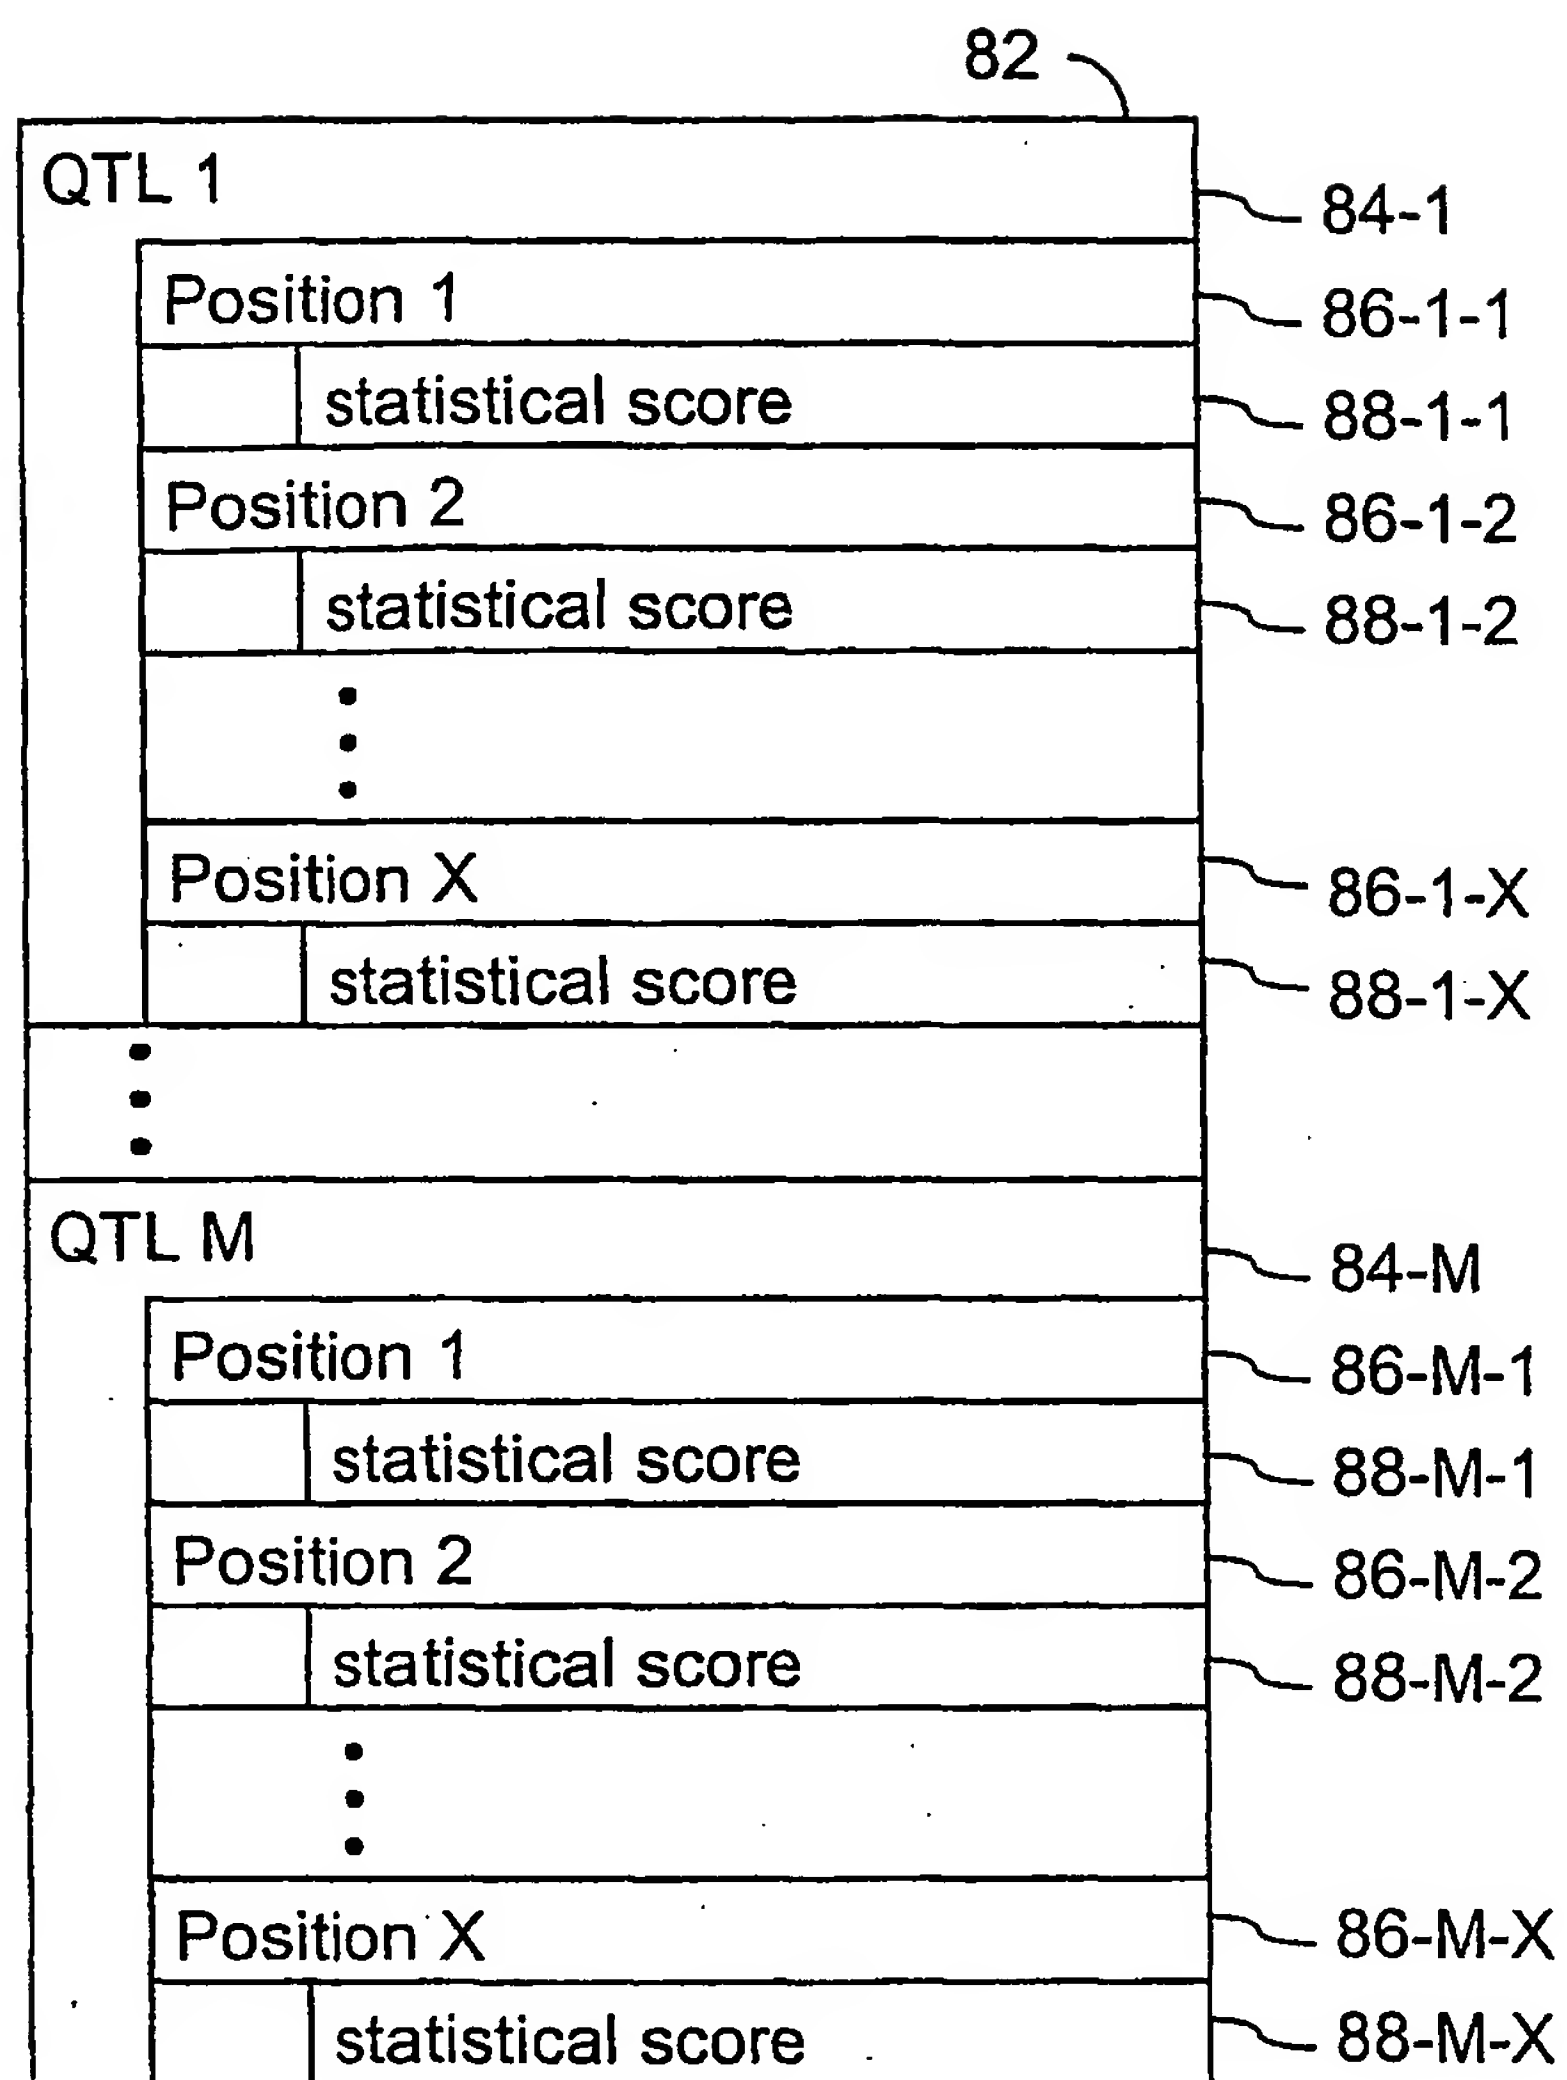 82
QTL 1
84-1
Position 1
86-1-1
statistical score
88-1-1
Position 2
86-1-2
statistical score
88-1-2
Position X
86-1-X
statistical score
88-1-X
QTL M
84-M
Position 1
86-M-1
statistical score
88-M-1
Position 2
86-M-2
statistical score
88-M-2
Position X
86-M-X
statistical score
88-M-X